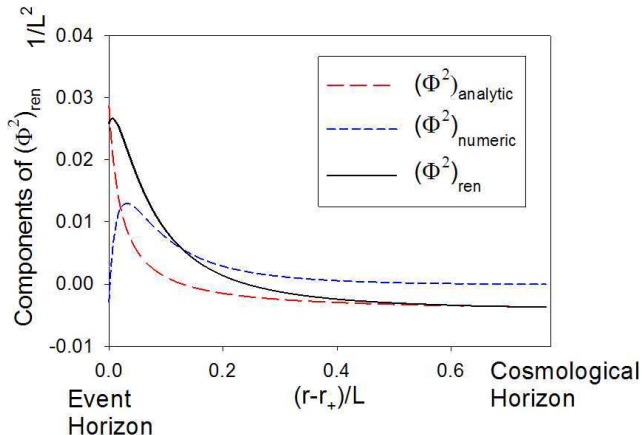 1/L²
0.04
0.03
0.02
0.01
0.00
-0.01
Components of (Φ²)ren
(Φ²)analytic
(Φ²)numeric
(Φ²)ren
0.0 0.2 0.4 0.6
Event
Horizon
(r-r₊)/L
Cosmological
Horizon